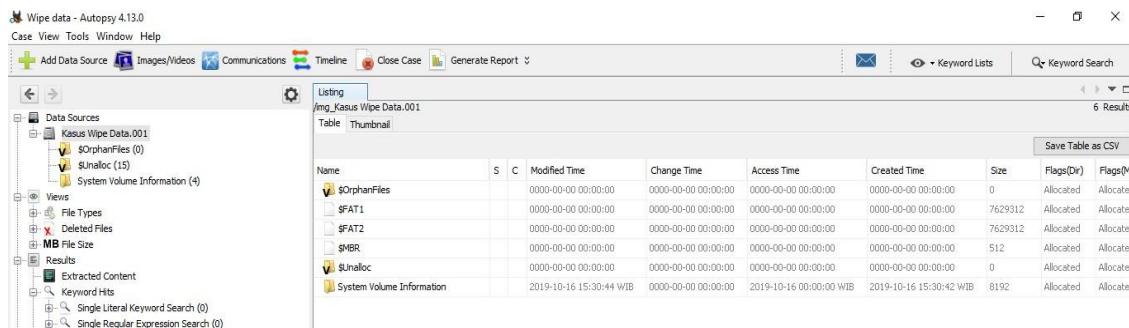 Wipe data - Autopsy 4.13.0
Case View Tools Window Help
Add Data Source Images/Videos Communications Timeline Close Case Generate Report Keyword Lists Keyword Search
Listing
/img_Kasus Wipe Data.001
6 Results
Table Thumbnail
Save Table as CSV
Data Sources
Kasus Wipe Data.001
$OrphanFiles (0)
$Unalloc (15)
System Volume Information (4)
Views
File Types
Deleted Files
MB File Size
Results
Extracted Content
Keyword Hits
Single Literal Keyword Search (0)
Single Regular Expression Search (0)
Name S C Modified Time Change Time Access Time Created Time Size Flags(Dir) Flags(M
$OrphanFiles 0000-00-00 00:00:00 0000-00-00 00:00:00 0000-00-00 00:00:00 0000-00-00 00:00:00 0 Allocated Allocate
$FAT1 0000-00-00 00:00:00 0000-00-00 00:00:00 0000-00-00 00:00:00 0000-00-00 00:00:00 7629312 Allocated Allocate
$FAT2 0000-00-00 00:00:00 0000-00-00 00:00:00 0000-00-00 00:00:00 0000-00-00 00:00:00 7629312 Allocated Allocate
$MBR 0000-00-00 00:00:00 0000-00-00 00:00:00 0000-00-00 00:00:00 0000-00-00 00:00:00 512 Allocated Allocate
$Unalloc 0000-00-00 00:00:00 0000-00-00 00:00:00 0000-00-00 00:00:00 0000-00-00 00:00:00 0 Allocated Allocate
System Volume Information 2019-10-16 15:30:44 WIB 0000-00-00 00:00:00 2019-10-16 00:00:00 WIB 2019-10-16 15:30:42 WIB 8192 Allocated Allocate